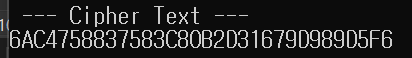 --- Cipher Text ---
6AC4758837583C80B2D31679D989D5F6